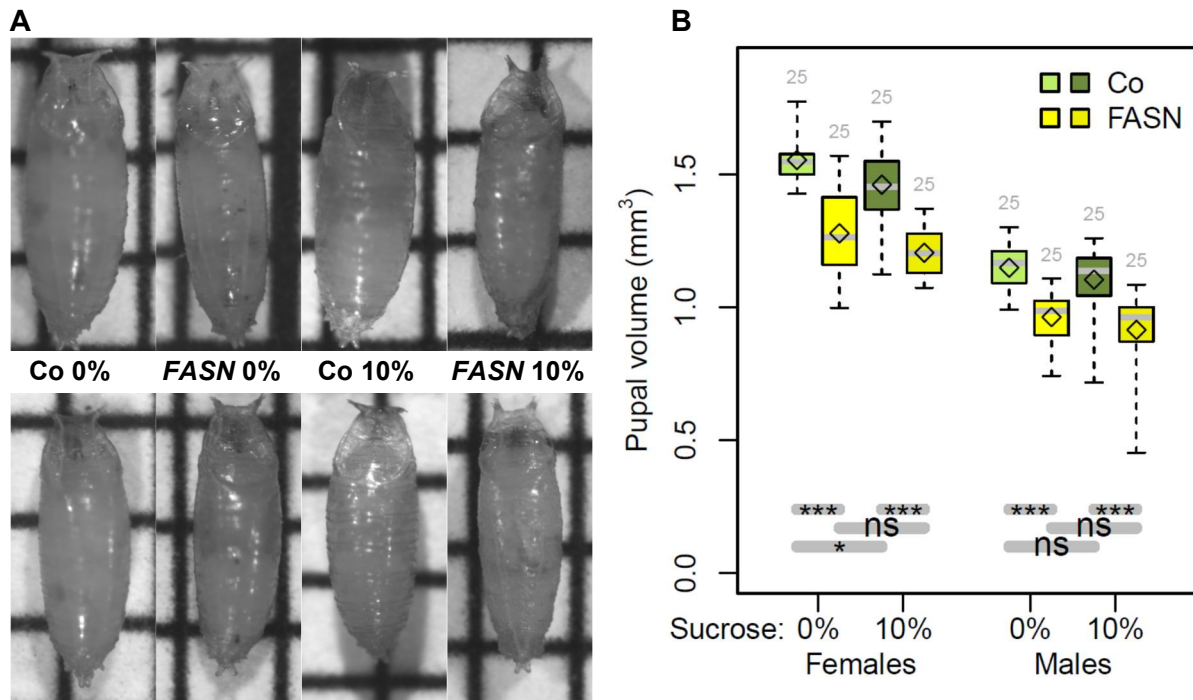 A
Co 0% FASN 0% Co 10% FASN 10%
B
Pupal volume (mm³)
0.0
0.5
1.0
1.5
25 25 25 25 25 25 25 25
Co
FASN
*** *** *** ***
ns ns
* ns
Sucrose: 0% 10% 0% 10%
Females Males